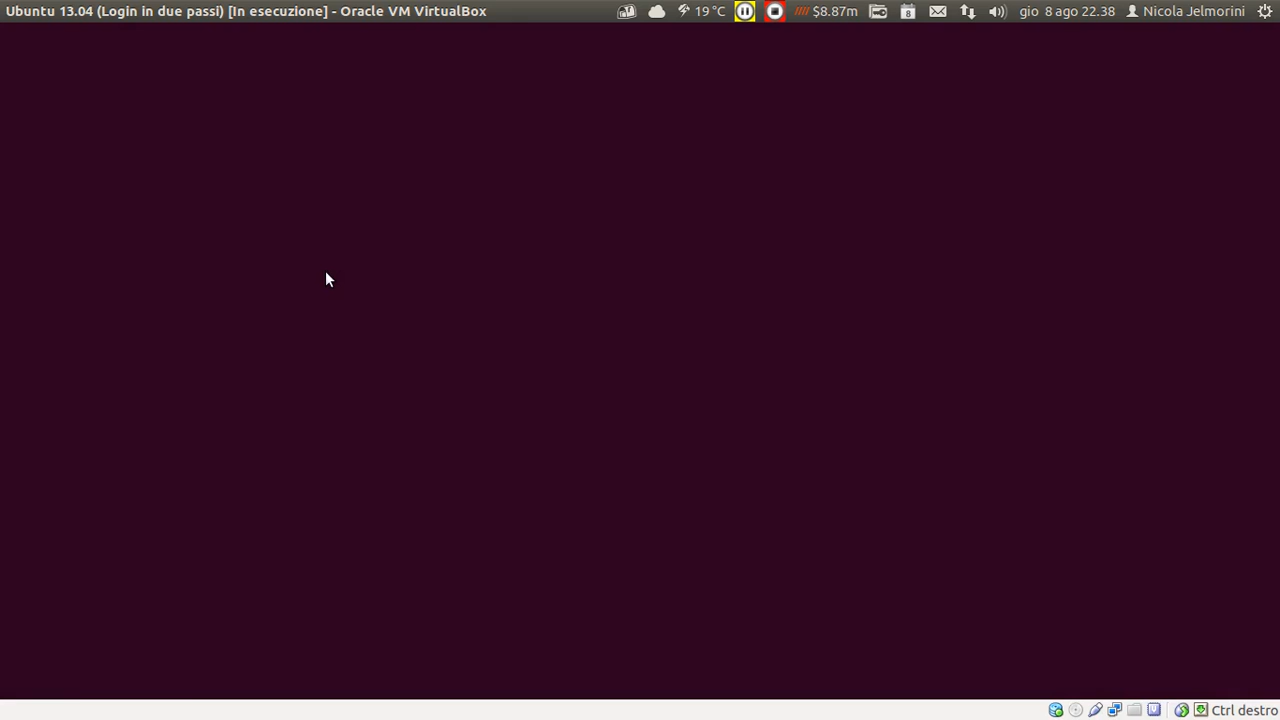 Ubuntu 13.04 (Login in due passi) [In esecuzione] - Oracle VM VirtualBox 19 °C $8.87m 8 gio 8 ago 22.38 Nicola Jelmorini
Ctrl destro